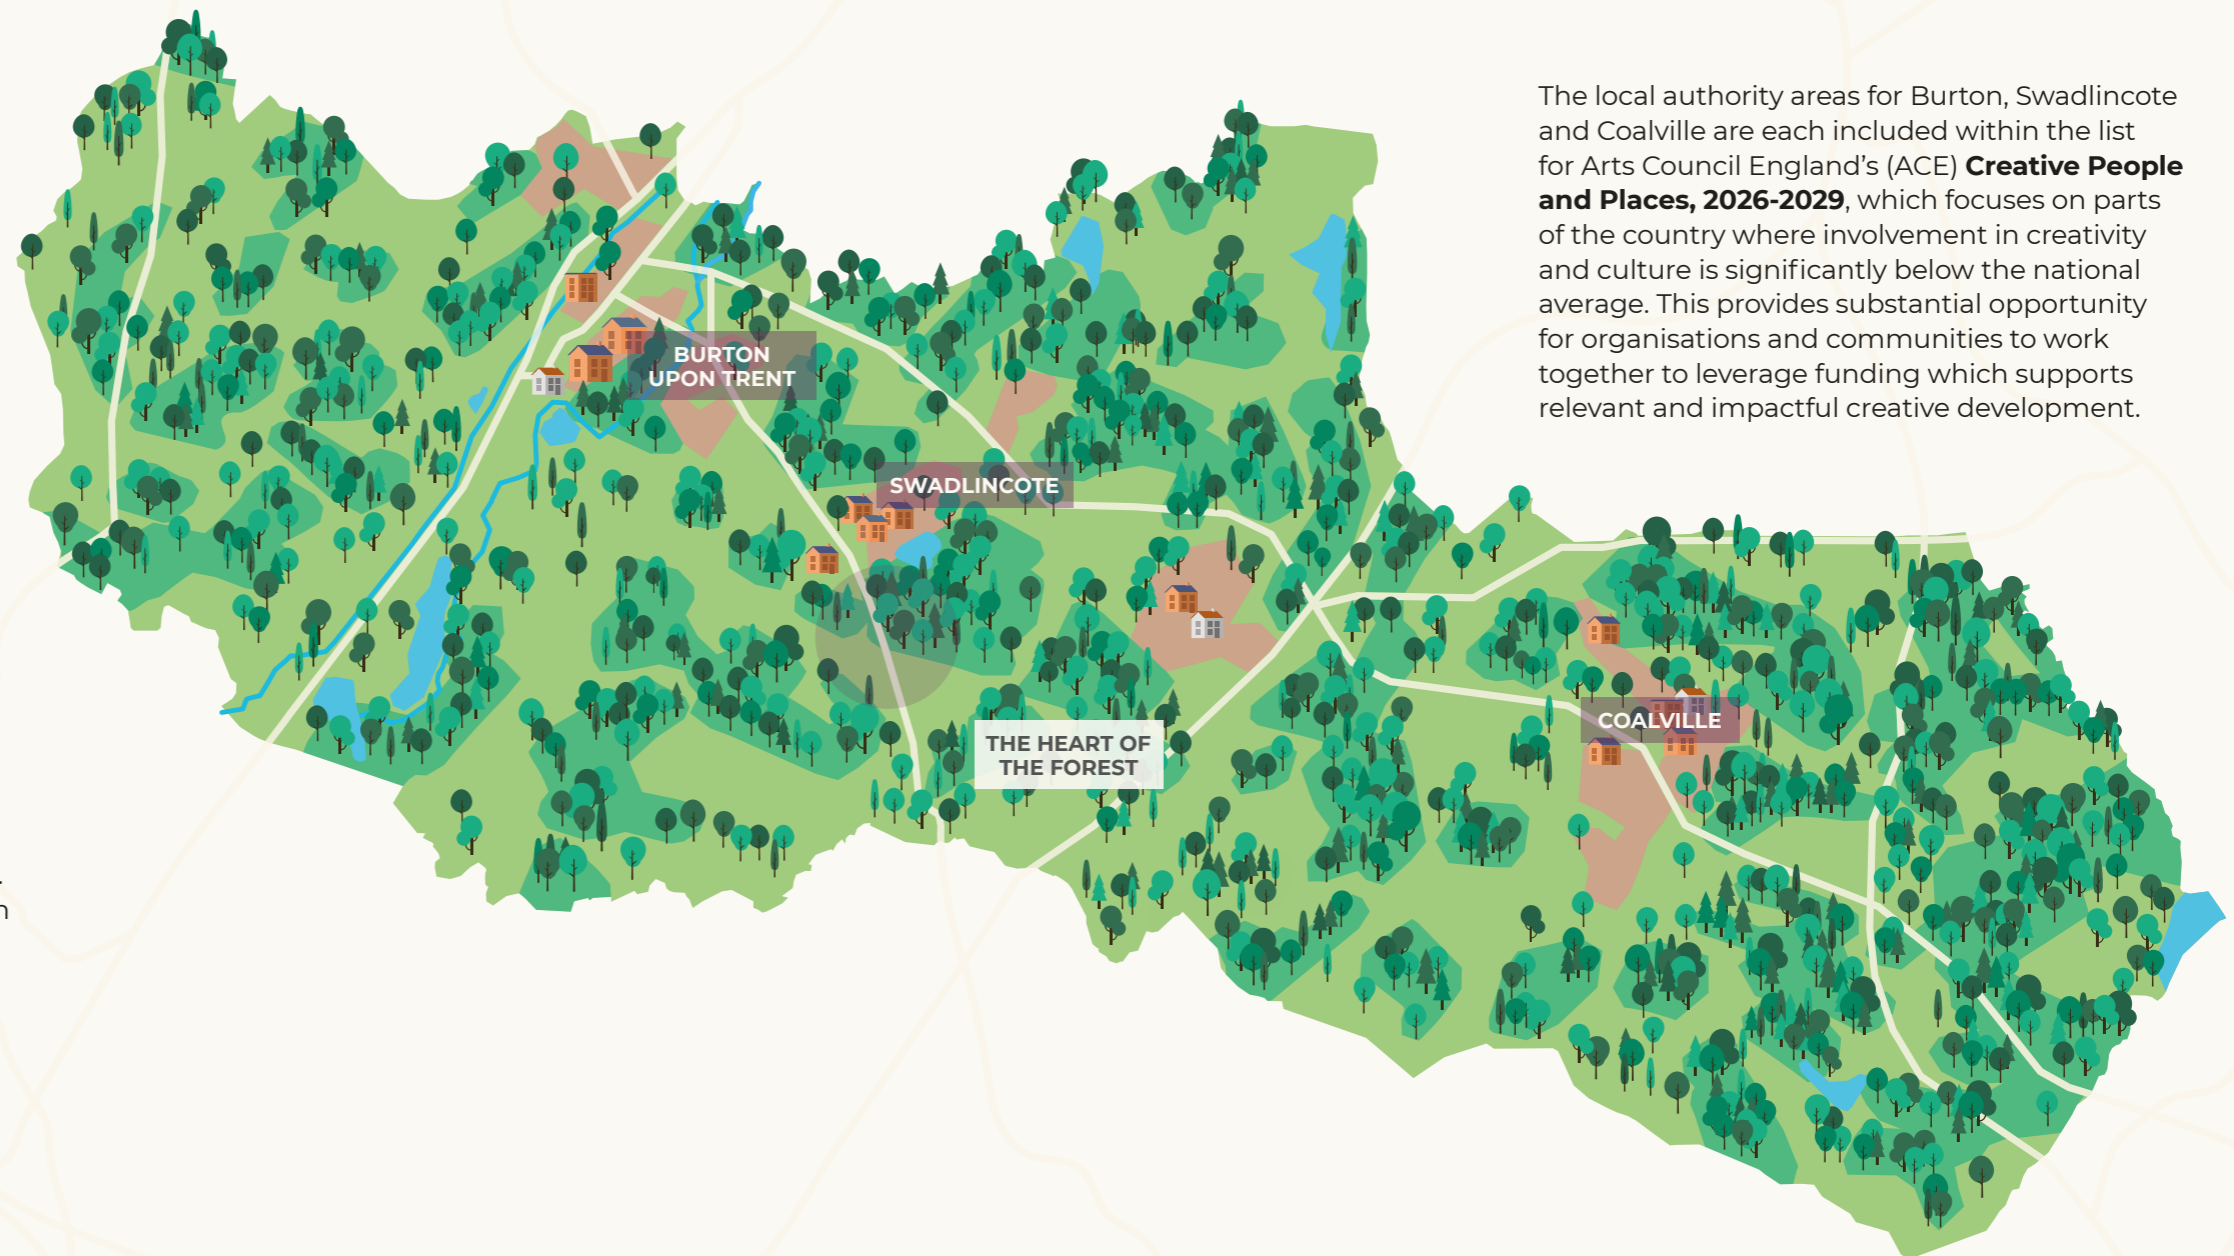 The local authority areas for Burton, Swadlincote
and Coalville are each included within the list
for Arts Council England’s (ACE) Creative People
and Places, 2026-2029, which focuses on parts
of the country where involvement in creativity
and culture is significantly below the national
average. This provides substantial opportunity
for organisations and communities to work
together to leverage funding which supports
relevant and impactful creative development.
BURTON
UPON TRENT
SWADLINCOTE
COALVILLE
THE HEART OF
THE FOREST